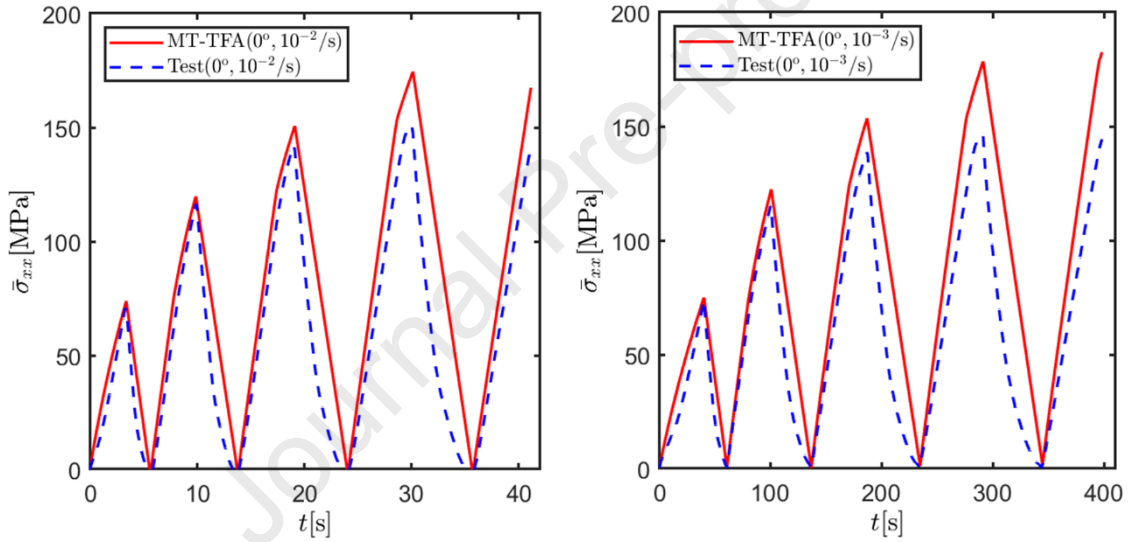 200
150
100
50
0
0
10
20
30
40
σ̄xx[MPa]
t[s]
MT-TFA(0°, 10⁻²/s)
Test(0°, 10⁻²/s)
200
150
100
50
0
0
100
200
300
400
σ̄xx[MPa]
t[s]
MT-TFA(0°, 10⁻³/s)
Test(0°, 10⁻³/s)
Journal Pre-pro